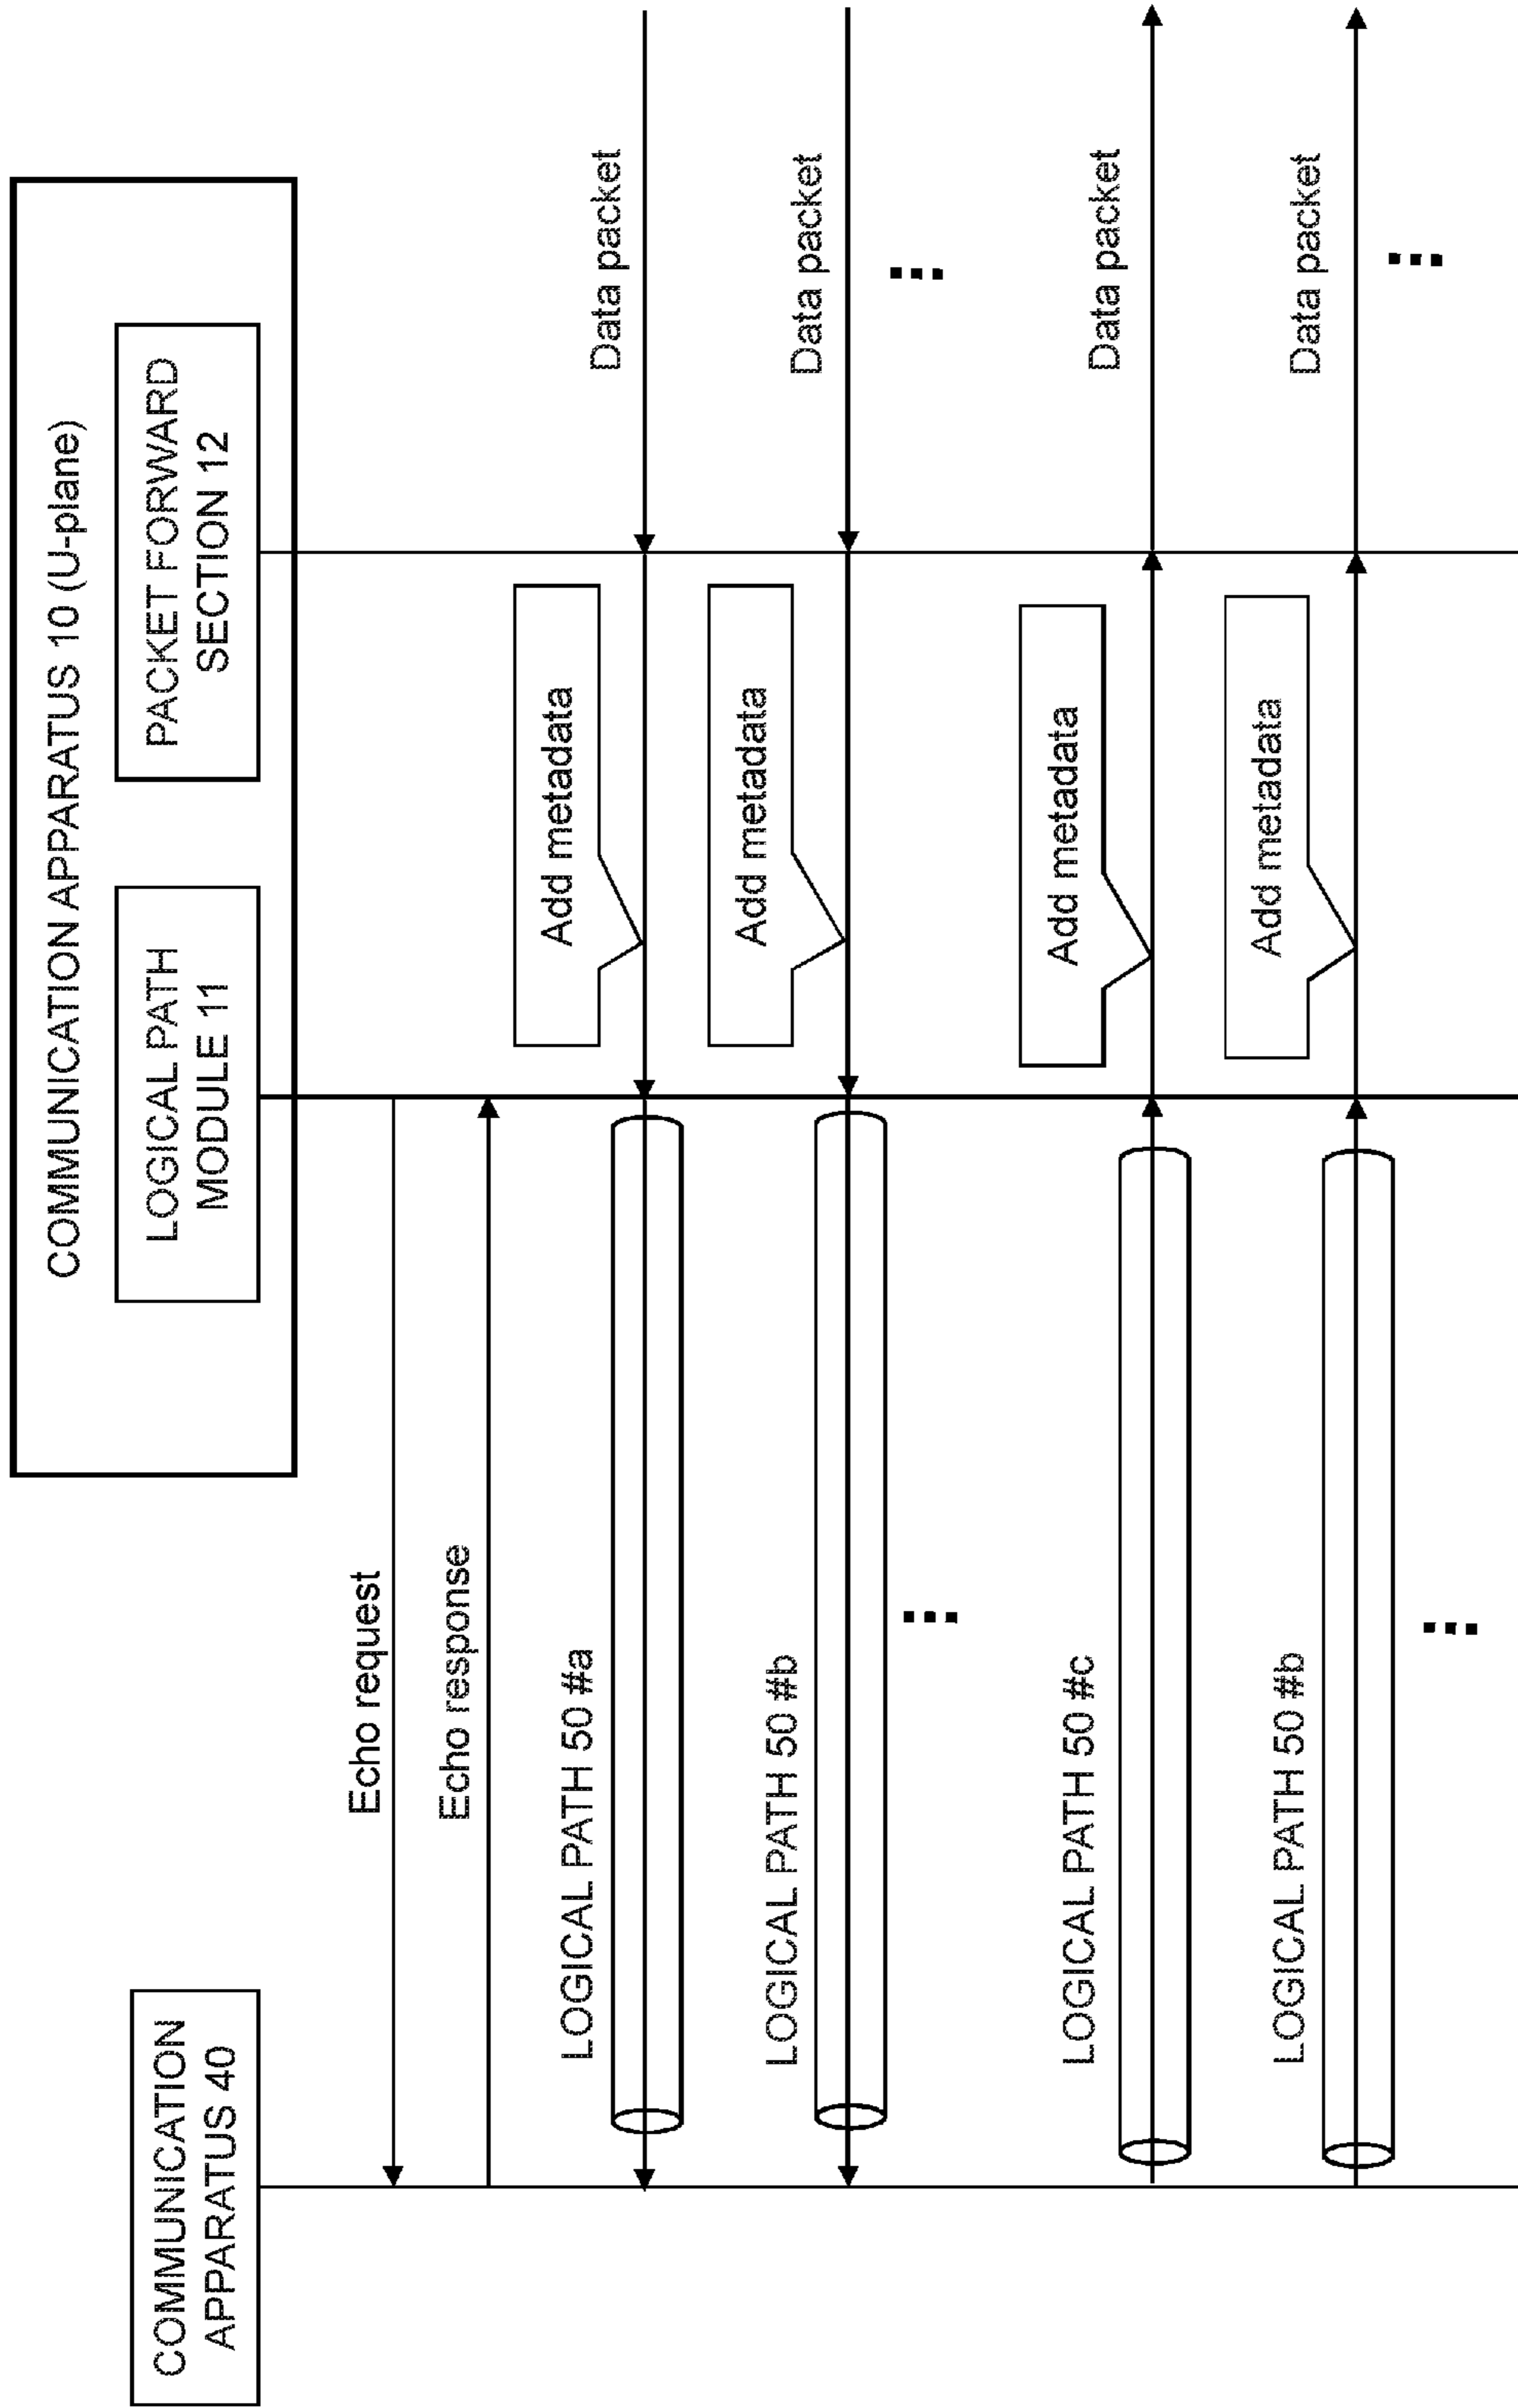 COMMUNICATION APPARATUS 10 (U-plane)
COMMUNICATION
APPARATUS 40
LOGICAL PATH
MODULE 11
PACKET FORWARD
SECTION 12
Echo request
Echo response
LOGICAL PATH 50 #a
Add metadata
Data packet
LOGICAL PATH 50 #b
Add metadata
Data packet
LOGICAL PATH 50 #c
Add metadata
Data packet
LOGICAL PATH 50 #b
Add metadata
Data packet